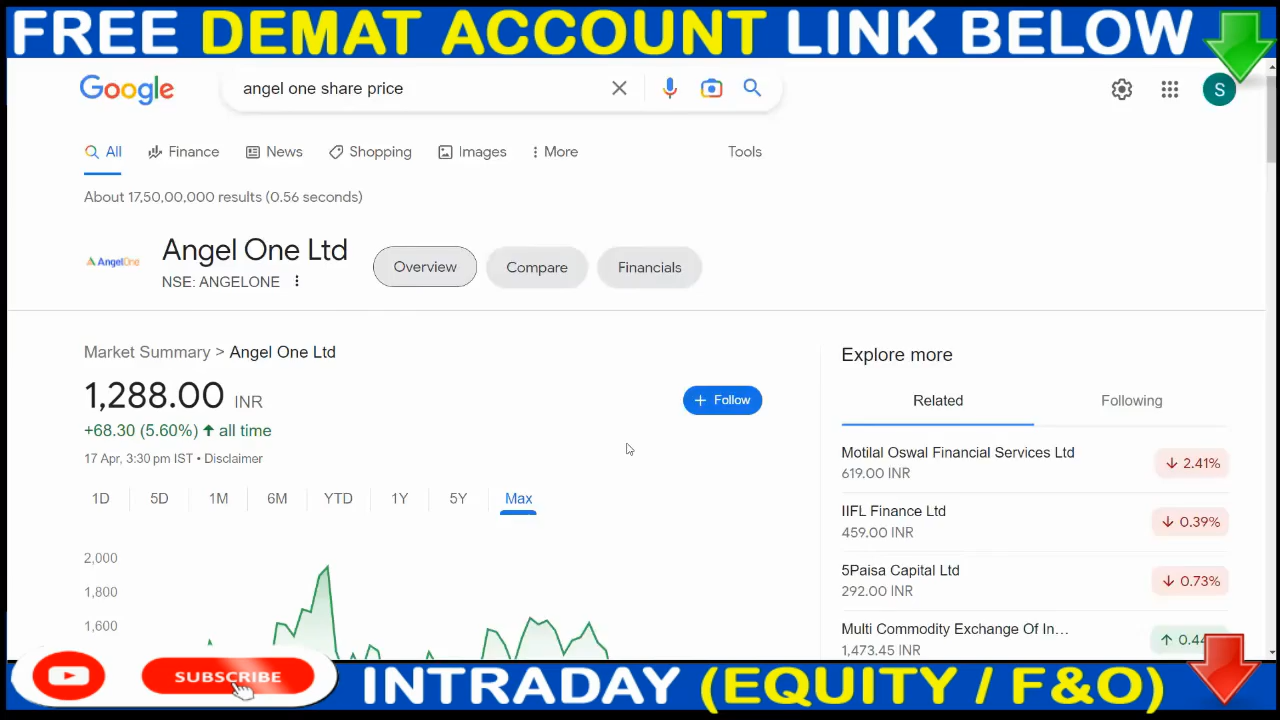 FREE DEMAT ACCOUNT LINK BELOW
Google
angel one share price
S
All
Finance
News
Shopping
Images
More
Tools
About 17,50,00,000 results (0.56 seconds)
AngelOne
Angel One Ltd
NSE: ANGELONE
Overview
Compare
Financials
Market Summary > Angel One Ltd
1,288.00 INR
+68.30 (5.60%) ↑ all time
17 Apr, 3:30 pm IST • Disclaimer
+ Follow
1D
5D
1M
6M
YTD
1Y
5Y
Max
2,000
1,800
1,600
Explore more
Related
Following
Motilal Oswal Financial Services Ltd
619.00 INR
↓ 2.41%
IIFL Finance Ltd
459.00 INR
↓ 0.39%
5Paisa Capital Ltd
292.00 INR
↓ 0.73%
Multi Commodity Exchange Of In...
1,473.45 INR
SUBSCRIBE
INTRADAY (EQUITY / F&O)